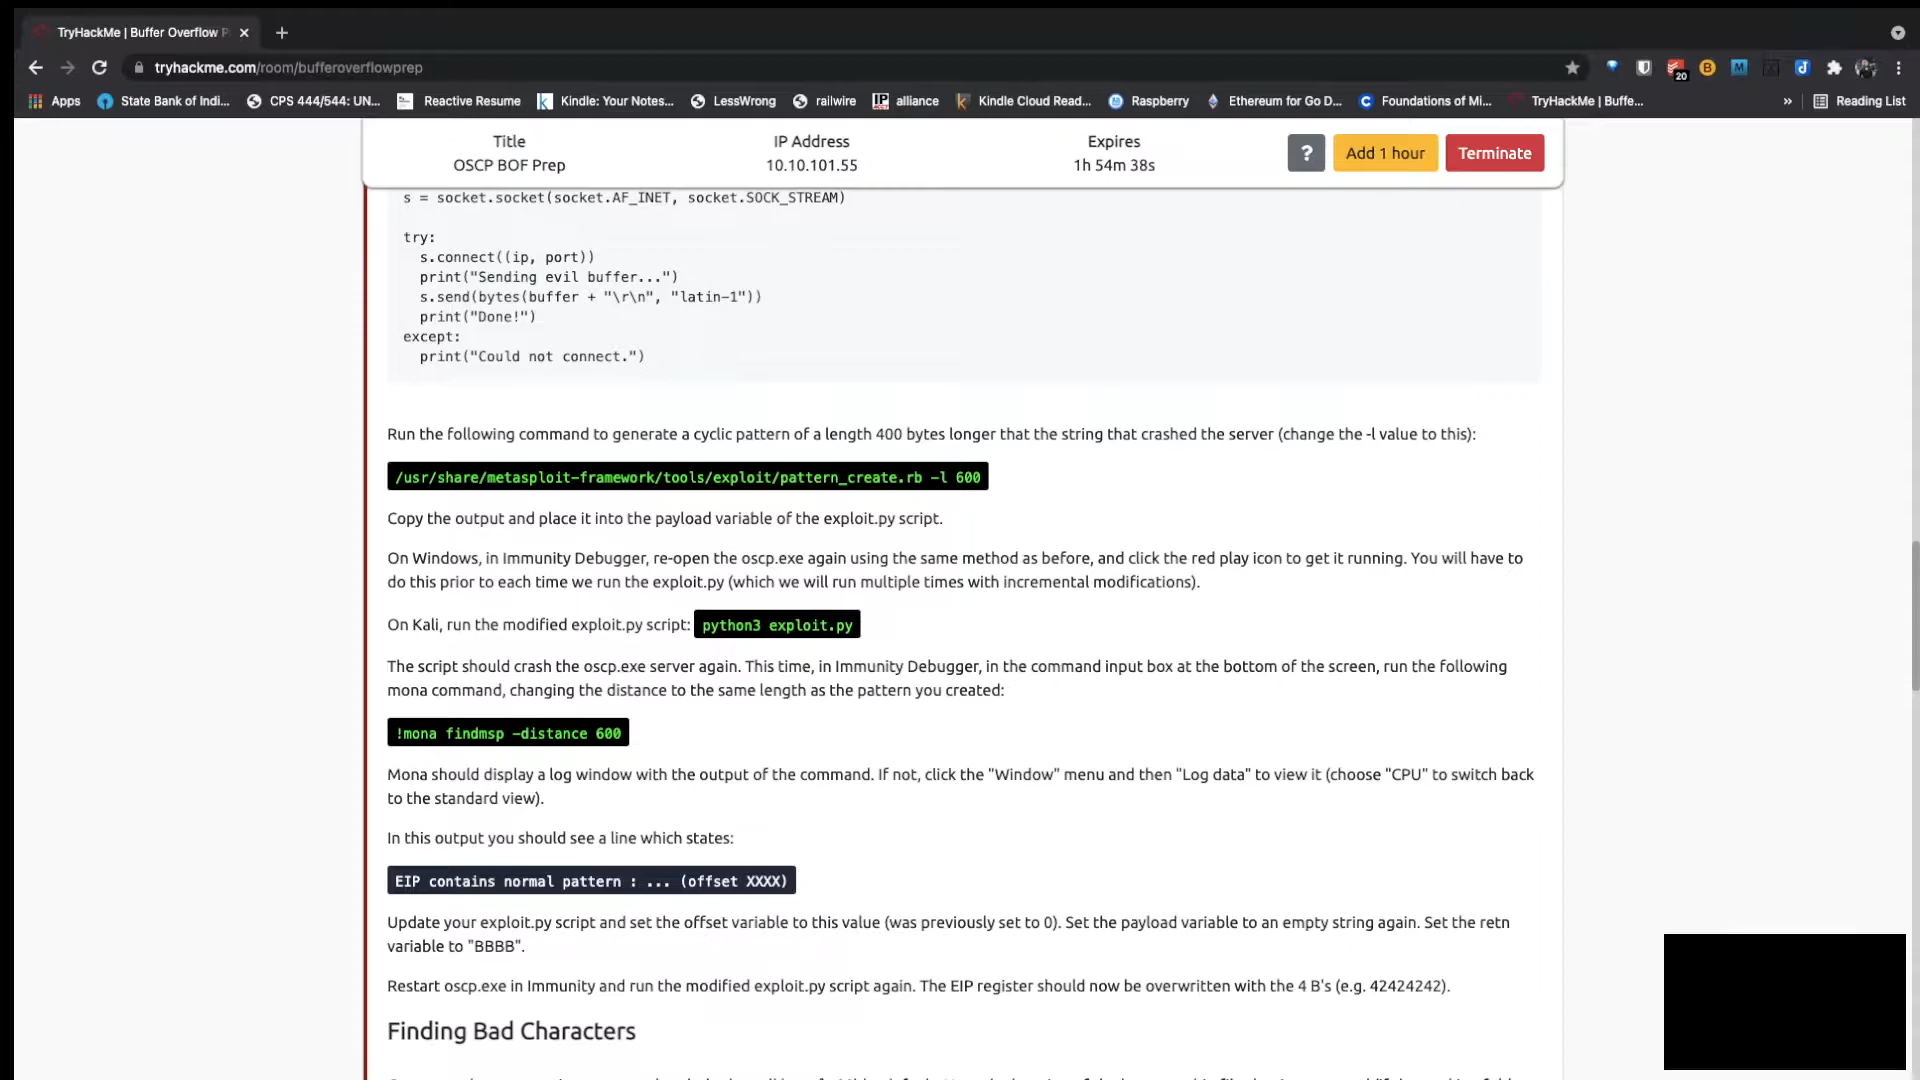 TryHackMe | Buffer Overflow P
tryhackme.com/room/bufferoverflowprep
20
Apps
State Bank of Indi...
CPS 444/544: UN...
Reactive Resume
Kindle: Your Notes...
LessWrong
railwire
alliance
Kindle Cloud Read...
Raspberry
Ethereum for Go D...
Foundations of Mi...
TryHackMe | Buffe...
»
Reading List
Title
IP Address
Expires
OSCP BOF Prep
10.10.101.55
1h 54m 38s
?
Add 1 hour
Terminate
s = socket.socket(socket.AF_INET, socket.SOCK_STREAM)
try:
s.connect((ip, port))
print("Sending evil buffer...")
s.send(bytes(buffer + "\r\n", "latin-1"))
print("Done!")
except:
print("Could not connect.")
Run the following command to generate a cyclic pattern of a length 400 bytes longer that the string that crashed the server (change the -l value to this):
/usr/share/metasploit-framework/tools/exploit/pattern_create.rb -l 600
Copy the output and place it into the payload variable of the exploit.py script.
On Windows, in Immunity Debugger, re-open the oscp.exe again using the same method as before, and click the red play icon to get it running. You will have to
do this prior to each time we run the exploit.py (which we will run multiple times with incremental modifications).
On Kali, run the modified exploit.py script: python3 exploit.py
The script should crash the oscp.exe server again. This time, in Immunity Debugger, in the command input box at the bottom of the screen, run the following
mona command, changing the distance to the same length as the pattern you created:
!mona findmsp -distance 600
Mona should display a log window with the output of the command. If not, click the "Window" menu and then "Log data" to view it (choose "CPU" to switch back
to the standard view).
In this output you should see a line which states:
EIP contains normal pattern : ... (offset XXXX)
Update your exploit.py script and set the offset variable to this value (was previously set to 0). Set the payload variable to an empty string again. Set the retn
variable to "BBBB".
Restart oscp.exe in Immunity and run the modified exploit.py script again. The EIP register should now be overwritten with the 4 B's (e.g. 42424242).
Finding Bad Characters